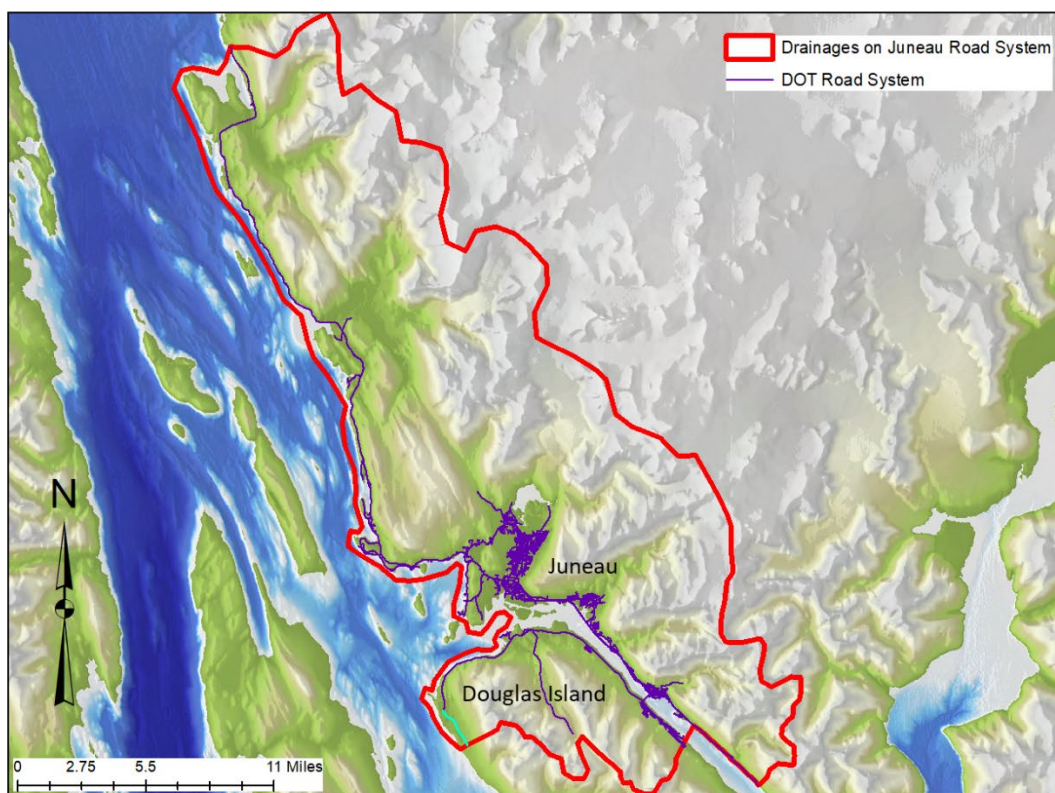 Drainages on Juneau Road System
DOT Road System
N
Juneau
Douglas Island
0 2.75 5.5 11 Miles